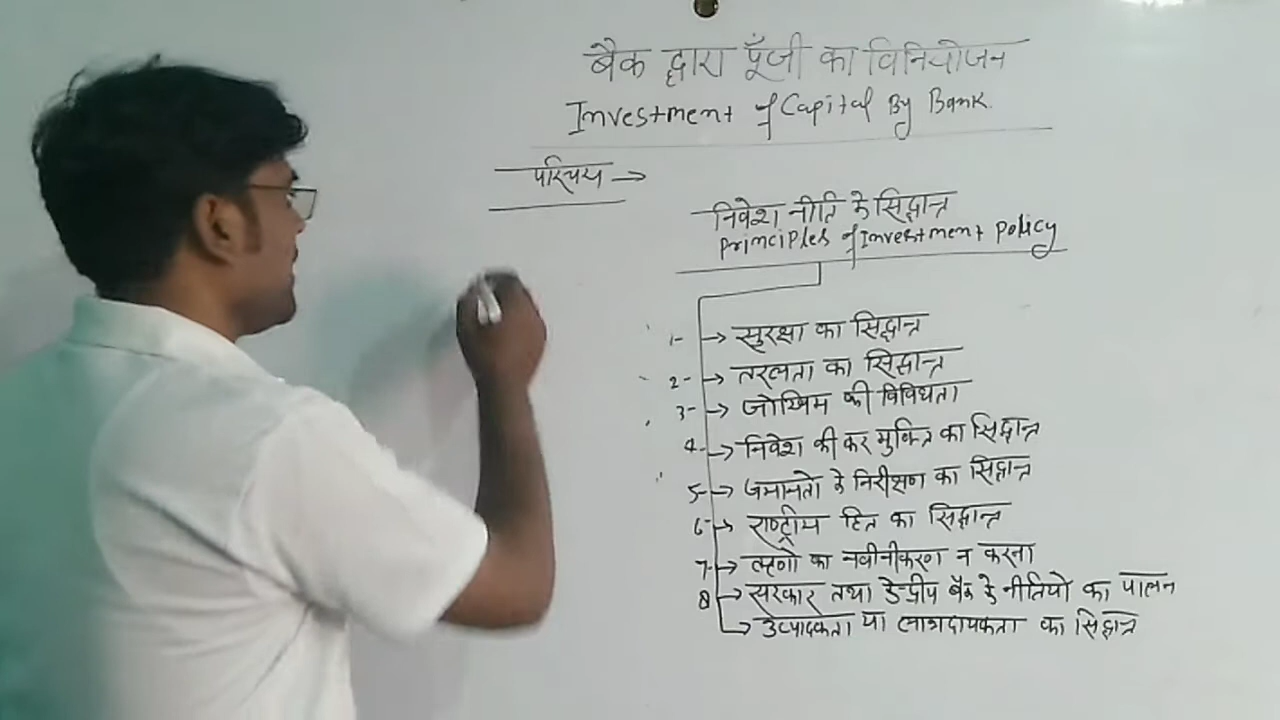 बैक द्वारा पूँजी का विनियोजन
Investment of Capital By Bank.
परिचय →
निवेश नीति के सिद्धान्त
Principles of Investment Policy
1- → सुरक्षा का सिद्धान्त
2- → तरलता का सिद्धान्त
3- → जोखिम की विविधता
4- → निवेश की कर मुक्ति का सिद्धान्त
5- → जमानतो के निरीक्षण का सिद्धान्त
6- → राष्ट्रीय हित का सिद्धान्त
7- → ऋणो का नवीनीकरण न करना
8 → सरकार तथा केन्द्रीय बैंक के नीतियो का पालन
→ उत्पादकता या लाभदायकता का सिद्धान्त